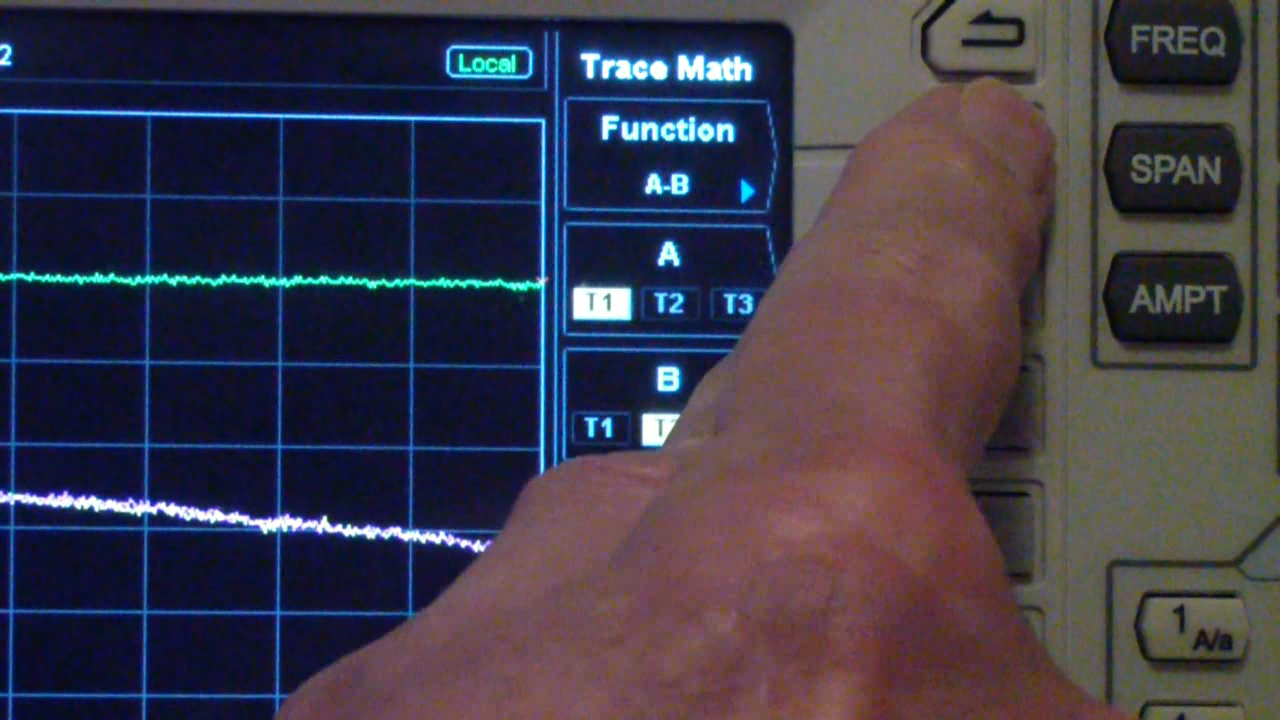 2
Local
Trace Math
Function
A-B
A
T1 T2 T3
B
T1
FREQ
SPAN
AMPT
1 A/a